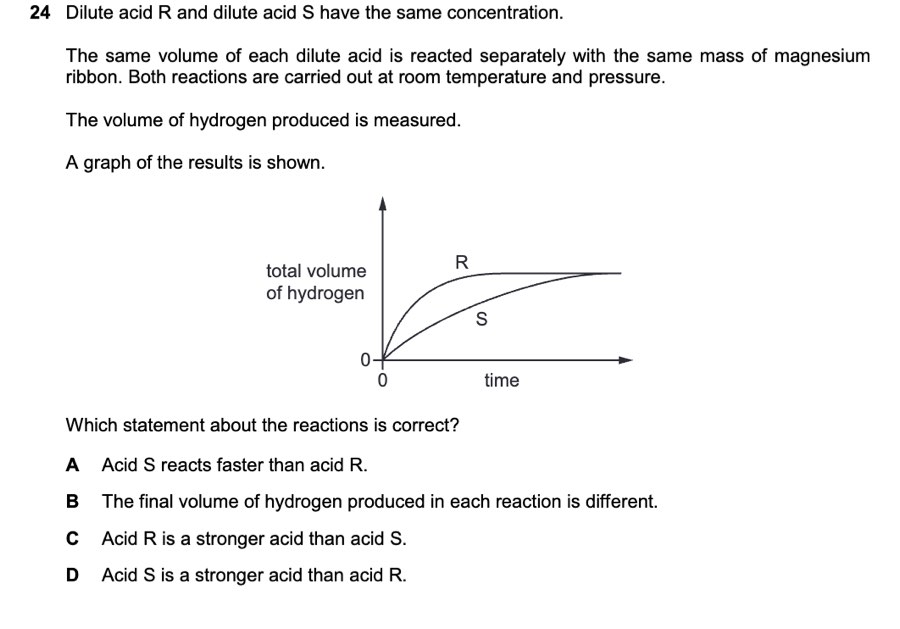 24 Dilute acid R and dilute acid S have the same concentration.
The same volume of each dilute acid is reacted separately with the same mass of magnesium
ribbon. Both reactions are carried out at room temperature and pressure.
The volume of hydrogen produced is measured.
A graph of the results is shown.
R
total volume
of hydrogen
S
0
0
time
Which statement about the reactions is correct?
A Acid S reacts faster than acid R.
B The final volume of hydrogen produced in each reaction is different.
C Acid R is a stronger acid than acid S.
D Acid S is a stronger acid than acid R.